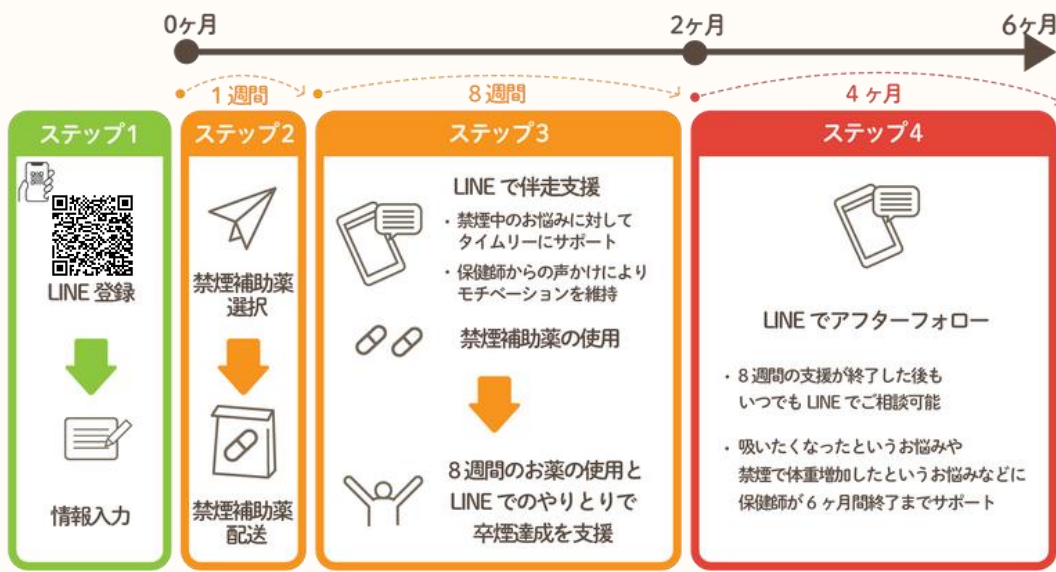 0ヶ月
2ヶ月
6ヶ月
1週間
8週間
4ヶ月
ステップ1
LINE 登録
情報入力
ステップ2
禁煙補助薬
選択
禁煙補助薬
配送
ステップ3
LINE で伴走支援
・禁煙中のお悩みに対して
タイムリーにサポート
・保健師からの声かけにより
モチベーションを維持
禁煙補助薬の使用
8週間のお薬の使用と
LINE でのやりとりで
卒煙達成を支援
ステップ4
LINE でアフターフォロー
・8週間の支援が終了した後も
いつでも LINE でご相談可能
・吸いたくなったというお悩みや
禁煙で体重増加したというお悩みなどに
保健師が 6 ヶ月間終了までサポート